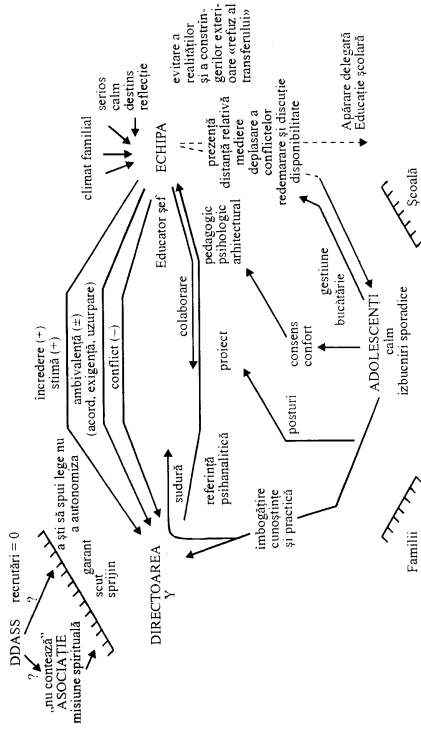 DDASS recrutări = 0
?
?
„nu contează”
ASOCIAȚIE
misiune spirituală
a ști să spui lege nu
a autonomiza
garant
scut
sprijin
DIRECTOAREA
Y
încredere (+)
stimă (+)
ambivalență (±)
(acord, exigență, uzurpare)
conflict (−)
climat familial
serios
calm
destins
reflecție
ECHIPA
Educator șef
evitare a
realităților
și a constrin-
gerilor exteri-
oare «refuz al
transferului»
prezență
distanță relativă
mediere
deplasare a
conflictelor
redemarare și discuție
disponibilitate
Apărare delegată
Educație școlară
sudură
referință
psihanalitică
colaborare
proiect
pedagogic
psihologic
arhitectural
îmbogățire
cunoștințe
și practică
posturi
consens
confort
gestiune
bucătărie
ADOLESCENȚI
calm
izbucniri sporadice
Familii
Școală